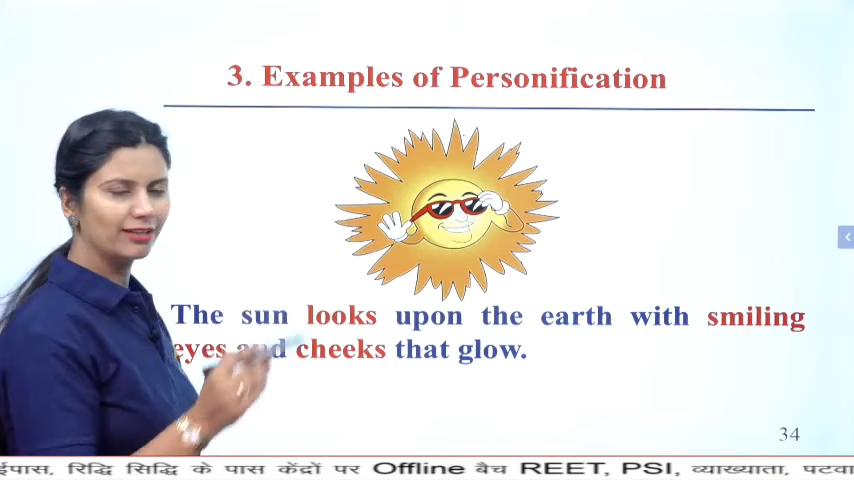 3. Examples of Personification
The sun looks upon the earth with smiling
eyes and cheeks that glow.
34
ईपास, रिद्धि सिद्धि के पास केंद्रों पर Offline बैच REET, PSI, व्याख्याता, पटवा